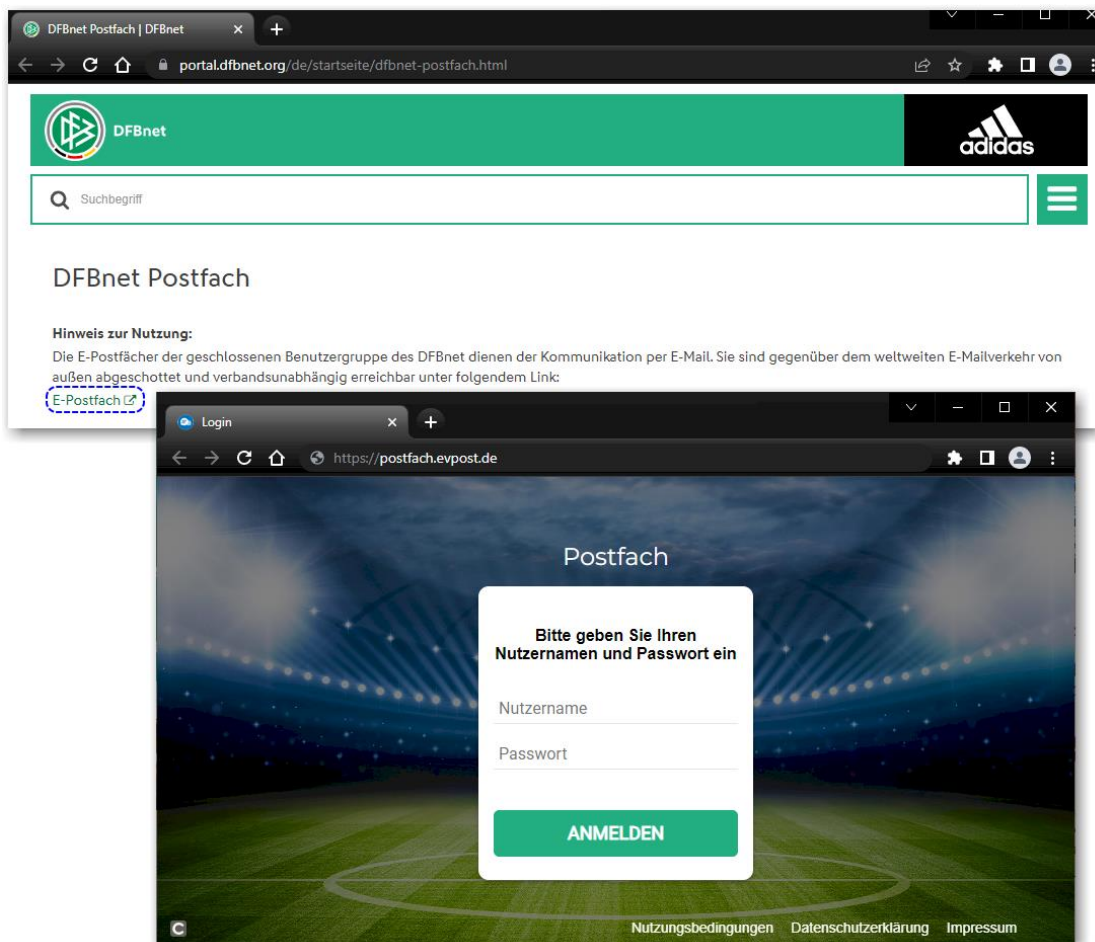 DFBnet Postfach | DFBnet
portal.dfbnet.org/de/startseite/dfbnet-postfach.html
DFBnet
adidas
Suchbegriff
DFBnet Postfach
Hinweis zur Nutzung:
Die E-Postfächer der geschlossenen Benutzergruppe des DFBnet dienen der Kommunikation per E-Mail. Sie sind gegenüber dem weltweiten E-Mailverkehr von
außen abgeschottet und verbandsunabhängig erreichbar unter folgendem Link:
E-Postfach
Login
https://postfach.evpost.de
Postfach
Bitte geben Sie Ihren
Nutzernamen und Passwort ein
Nutzername
Passwort
ANMELDEN
C
Nutzungsbedingungen Datenschutzerklärung Impressum